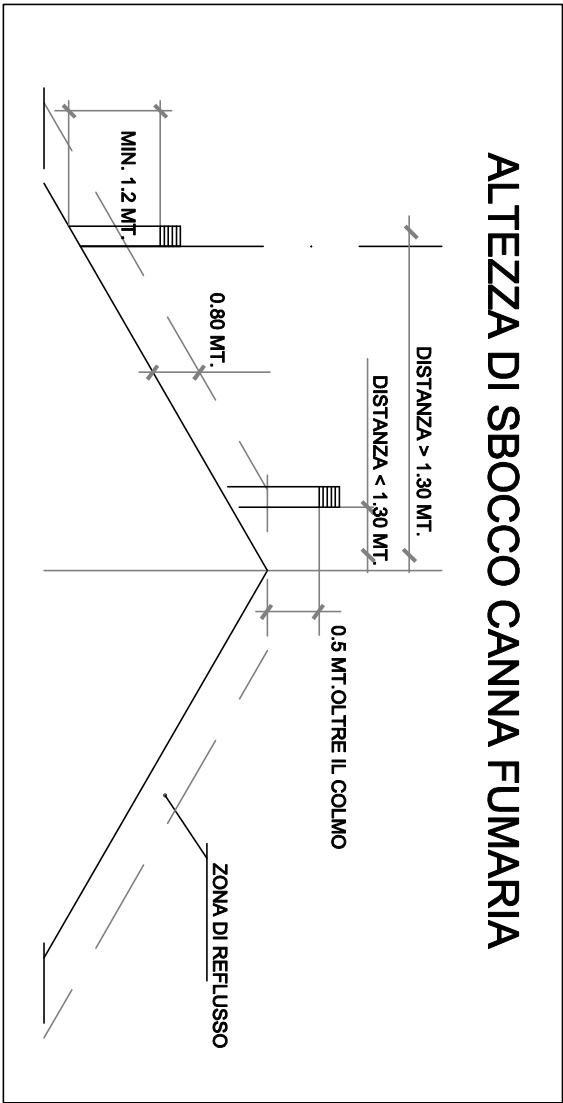 ALTEZZA DI SBOCCO CANNA FUMARIA
DISTANZA > 1.30 MT.
DISTANZA < 1.30 MT.
0.5 MT.OLTRE IL COLMO
0.80 MT.
MIN. 1.2 MT.
ZONA DI REFLUSSO